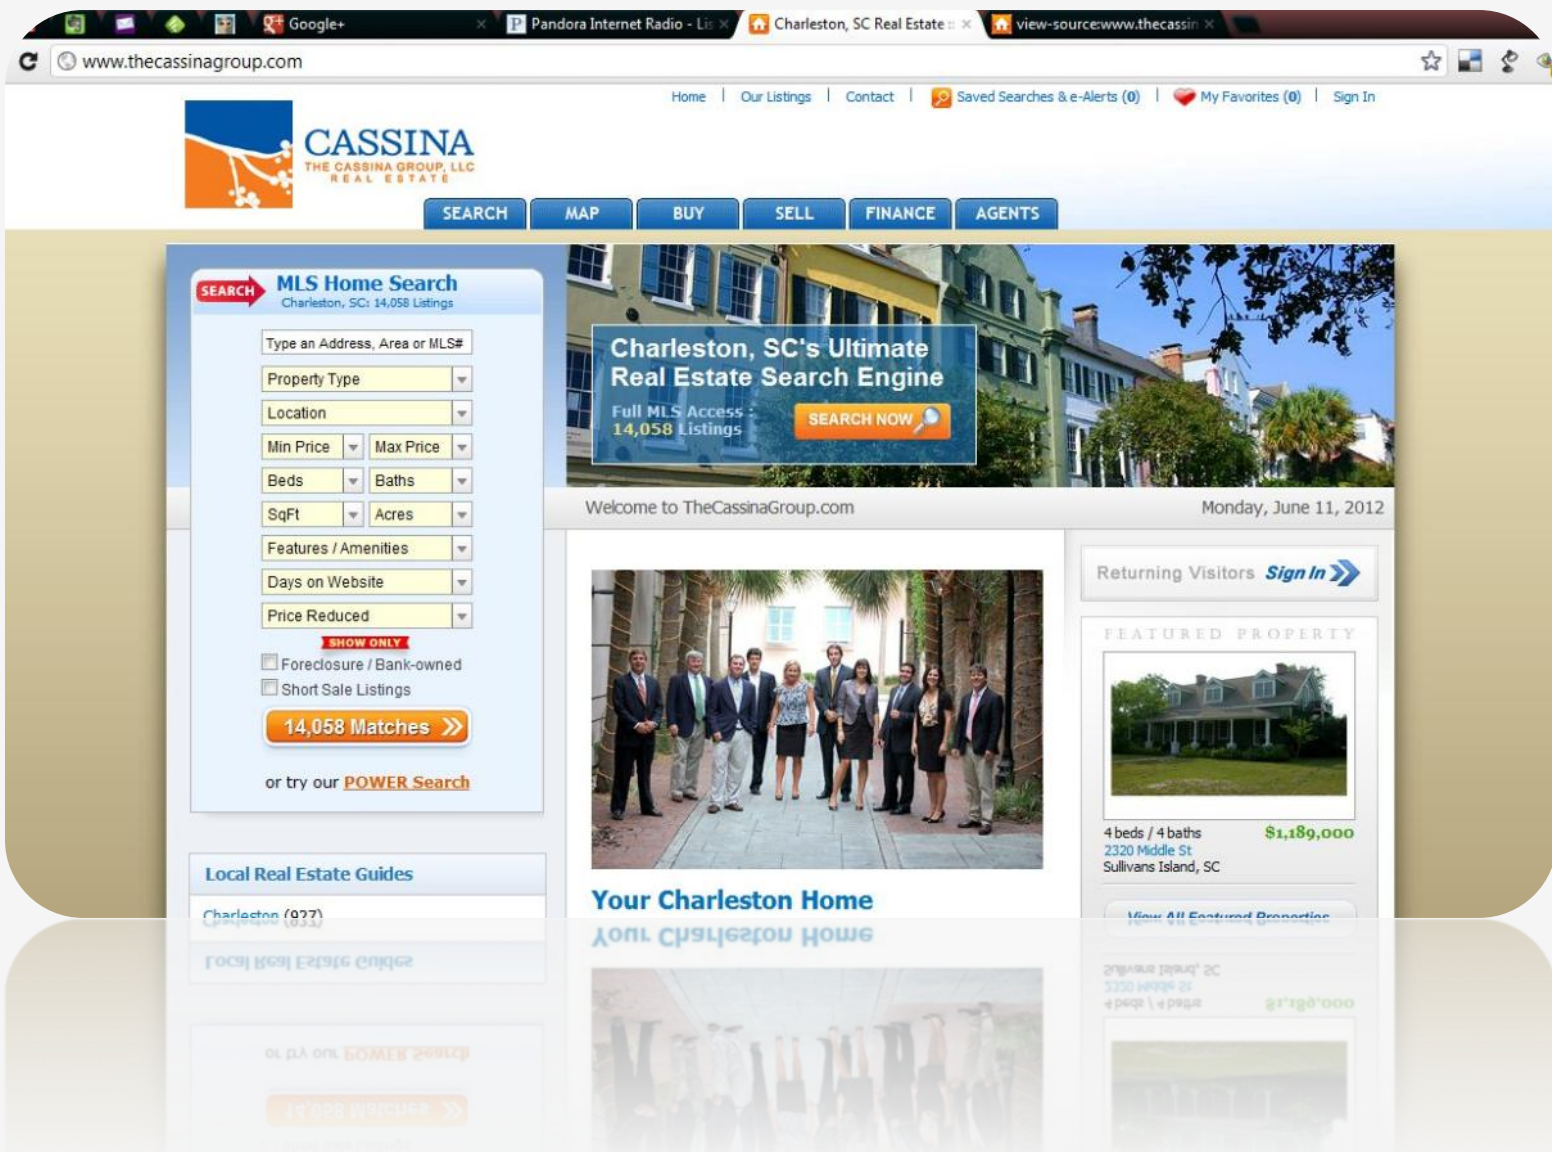 Google+
Pandora Internet Radio - Lis
Charleston, SC Real Estate ::
view-source:www.thecassin
www.thecassinagroup.com
Home | Our Listings | Contact | Saved Searches & e-Alerts (0) | My Favorites (0) | Sign In
CASSINA
THE CASSINA GROUP, LLC
REAL ESTATE
SEARCH MAP BUY SELL FINANCE AGENTS
SEARCH
MLS Home Search
Charleston, SC: 14,058 Listings
Type an Address, Area or MLS#
Property Type
Location
Min Price Max Price
Beds Baths
SqFt Acres
Features / Amenities
Days on Website
Price Reduced
SHOW ONLY
Foreclosure / Bank-owned
Short Sale Listings
14,058 Matches
or try our POWER Search
Local Real Estate Guides
Charleston (927)
Charleston, SC's Ultimate
Real Estate Search Engine
Full MLS Access :
14,058 Listings
SEARCH NOW
Welcome to TheCassinaGroup.com
Monday, June 11, 2012
Your Charleston Home
Returning Visitors Sign In
FEATURED PROPERTY
4 beds / 4 baths $1,189,000
2320 Middle St
Sullivans Island, SC
View All Featured Properties